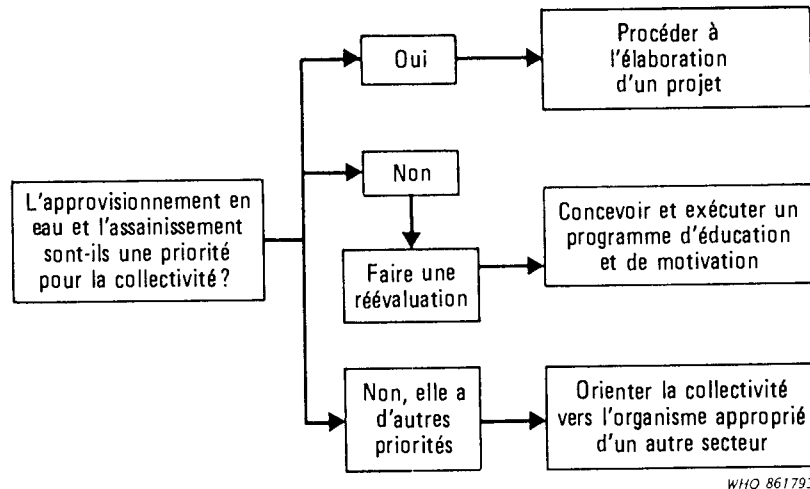 L'approvisionnement en
eau et l'assainissement
sont-ils une priorité
pour la collectivité ?
Oui
Procéder à
l'élaboration
d'un projet
Non
Faire une
réévaluation
Concevoir et exécuter un
programme d'éducation
et de motivation
Non, elle a
d'autres
priorités
Orienter la collectivité
vers l'organisme approprié
d'un autre secteur
WHO 861793